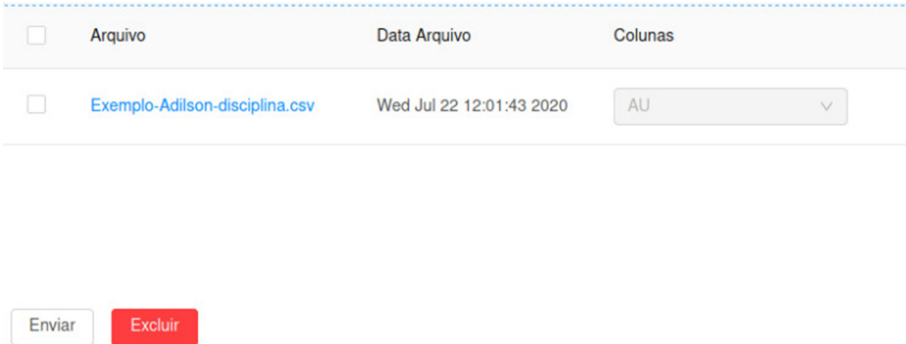 Arquivo Data Arquivo Colunas
Exemplo-Adilson-disciplina.csv Wed Jul 22 12:01:43 2020 AU
Enviar Excluir